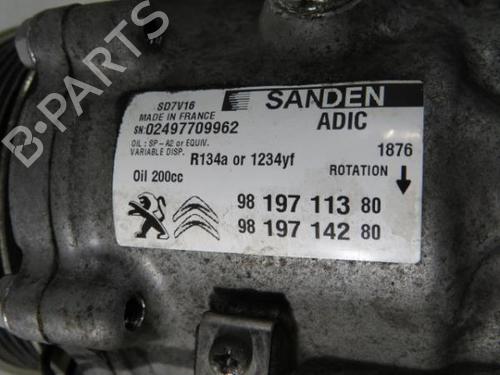 SD7V16
MADE IN FRANCE
SN:02497709962
OIL : SP-A2 or EQUIV.
VARIABLE DISP.
R134a or 1234yf
Oil 200cc
SANDEN
ADIC
1876
ROTATION
98 197 113 80
98 197 142 80
B-PARTS